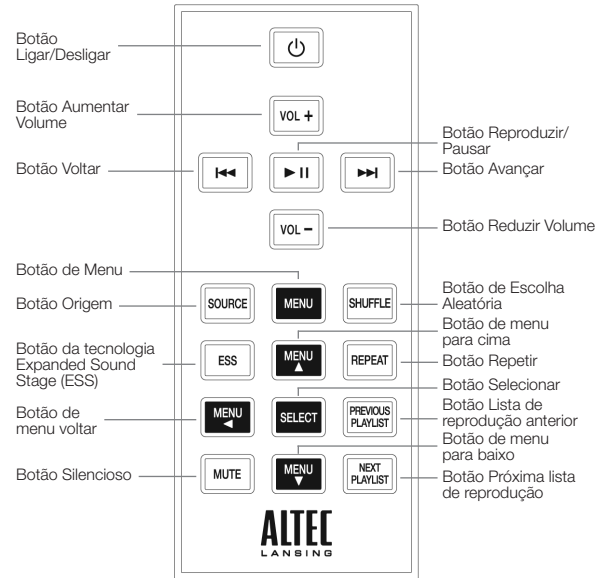 Botão
Ligar/Desligar
Botão Aumentar
Volume
VOL +
Botão Reproduzir/
Pausar
Botão Voltar
Botão Avançar
VOL −
Botão Reduzir Volume
Botão de Menu
Botão Origem
SOURCE
MENU
SHUFFLE
Botão de Escolha
Aleatória
Botão de menu
para cima
Botão da tecnologia
Expanded Sound
Stage (ESS)
ESS
MENU
REPEAT
Botão Repetir
Botão Selecionar
Botão de
menu voltar
MENU
SELECT
PREVIOUS
PLAYLIST
Botão Lista de
reprodução anterior
Botão de menu
para baixo
Botão Silencioso
MUTE
MENU
NEXT
PLAYLIST
Botão Próxima lista
de reprodução
ALTEC
LANSING